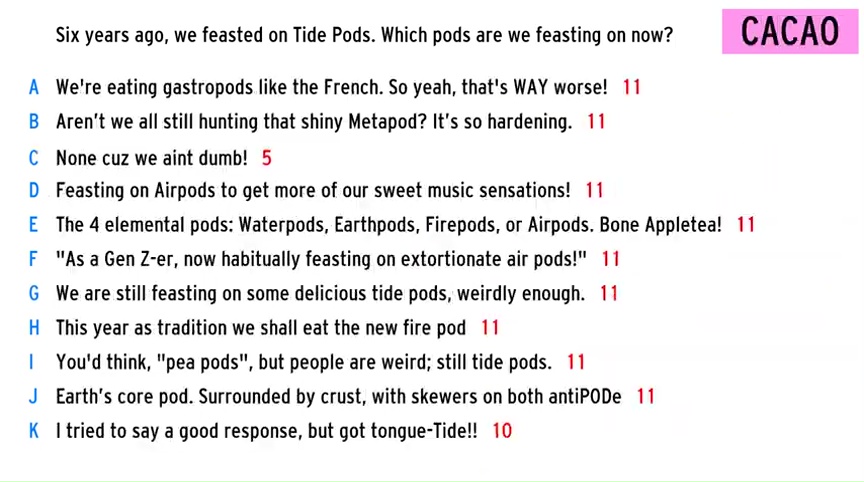 Six years ago, we feasted on Tide Pods. Which pods are we feasting on now?
CACAO
A We're eating gastropods like the French. So yeah, that's WAY worse! 11
B Aren't we all still hunting that shiny Metapod? It's so hardening. 11
C None cuz we aint dumb! 5
D Feasting on Airpods to get more of our sweet music sensations! 11
E The 4 elemental pods: Waterpods, Earthpods, Firepods, or Airpods. Bone Appletea! 11
F "As a Gen Z-er, now habitually feasting on extortionate air pods!" 11
G We are still feasting on some delicious tide pods, weirdly enough. 11
H This year as tradition we shall eat the new fire pod 11
I You'd think, "pea pods", but people are weird; still tide pods. 11
J Earth's core pod. Surrounded by crust, with skewers on both antiPODe 11
K I tried to say a good response, but got tongue-Tide!! 10